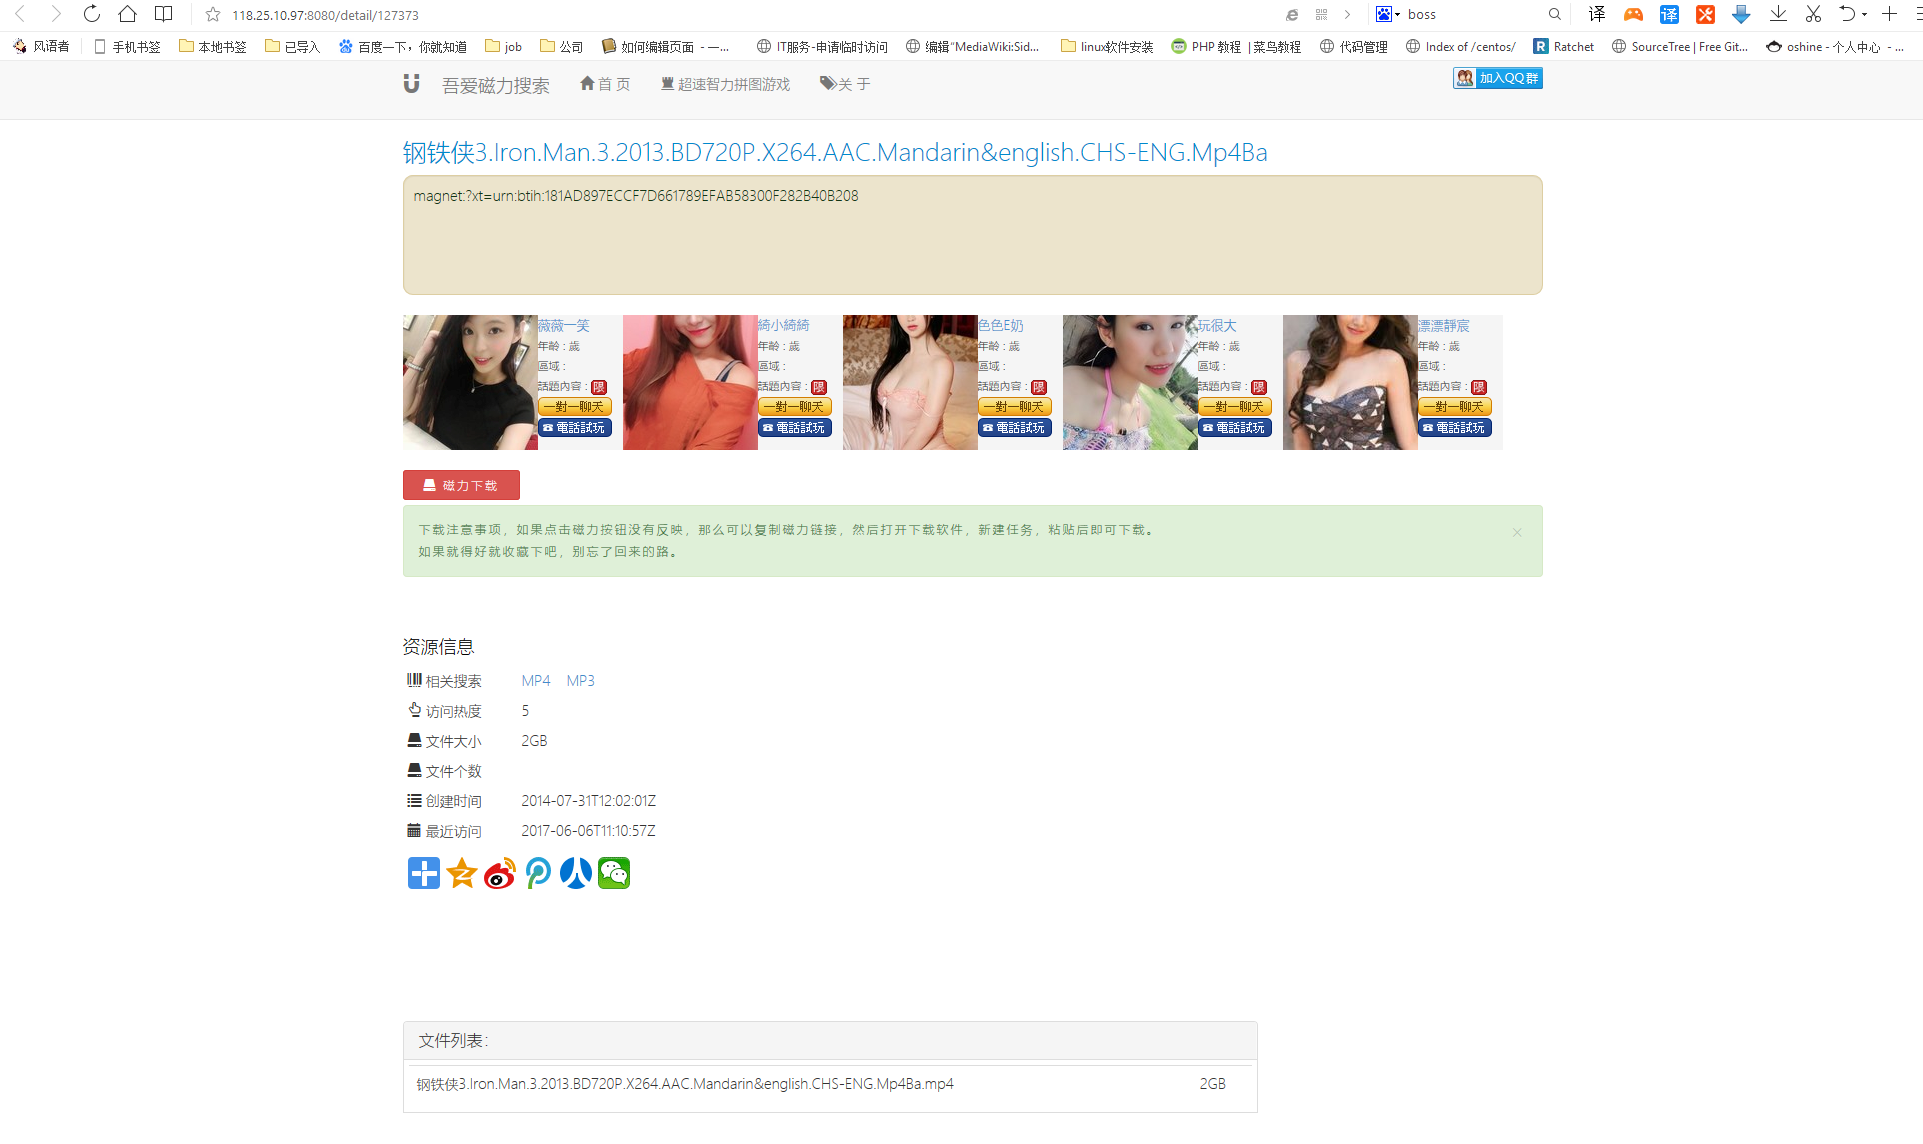 118.25.10.97:8080/detail/127373
boss
译
译
风语者
手机书签
本地书签
已导入
百度一下，你就知道
job
公司
如何编辑页面 - 一...
IT服务-申请临时访问
编辑“MediaWiki:Sid...
linux软件安装
PHP 教程 | 菜鸟教程
代码管理
Index of /centos/
R Ratchet
SourceTree | Free Git...
oshine - 个人中心 - ...
吾爱磁力搜索
首 页
超速智力拼图游戏
关 于
加入QQ群
钢铁侠3.Iron.Man.3.2013.BD720P.X264.AAC.Mandarin&english.CHS-ENG.Mp4Ba
magnet:?xt=urn:btih:181AD897ECCF7D661789EFAB58300F282B40B208
薇薇一笑
年龄 : 歲
區域 :
話題內容 : 限
一對一聊天
電話試玩
綺小綺綺
年龄 : 歲
區域 :
話題內容 : 限
一對一聊天
電話試玩
色色E奶
年龄 : 歲
區域 :
話題內容 : 限
一對一聊天
電話試玩
玩很大
年龄 : 歲
區域 :
話題內容 : 限
一對一聊天
電話試玩
漂漂靜宸
年龄 : 歲
區域 :
話題內容 : 限
一對一聊天
電話試玩
磁力下载
下载注意事项，如果点击磁力按钮没有反映，那么可以复制磁力链接，然后打开下载软件，新建任务，粘贴后即可下载。
如果就得好就收藏下吧，别忘了回来的路。
×
资源信息
相关搜索 MP4 MP3
访问热度 5
文件大小 2GB
文件个数
创建时间 2014-07-31T12:02:01Z
最近访问 2017-06-06T11:10:57Z
文件列表:
钢铁侠3.Iron.Man.3.2013.BD720P.X264.AAC.Mandarin&english.CHS-ENG.Mp4Ba.mp4 2GB